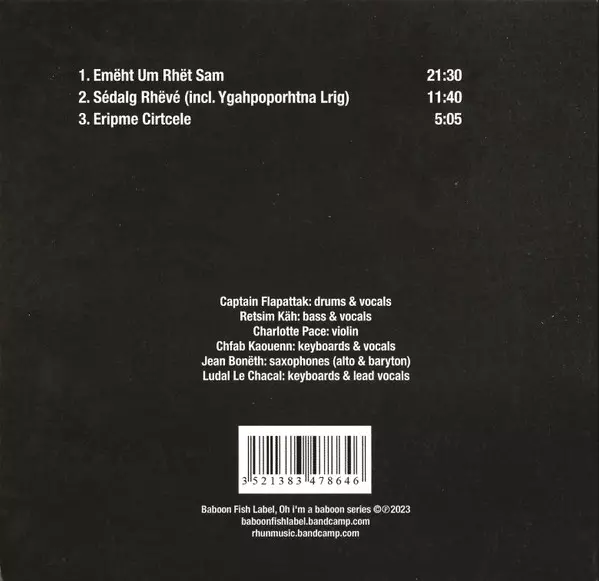 1. Emëht Um Rhët Sam 21:30
2. Sédalg Rhëvé (incl. Ygahpoporhtna Lrig) 11:40
3. Eripme Cirtcele 5:05
Captain Flapattak: drums & vocals
Retsim Käh: bass & vocals
Charlotte Pace: violin
Chfab Kaouenn: keyboards & vocals
Jean Bonëth: saxophones (alto & baryton)
Ludal Le Chacal: keyboards & lead vocals
3 521383 478646
Baboon Fish Label, Oh i'm a baboon series ©℗2023
baboonfishlabel.bandcamp.com
rhunmusic.bandcamp.com